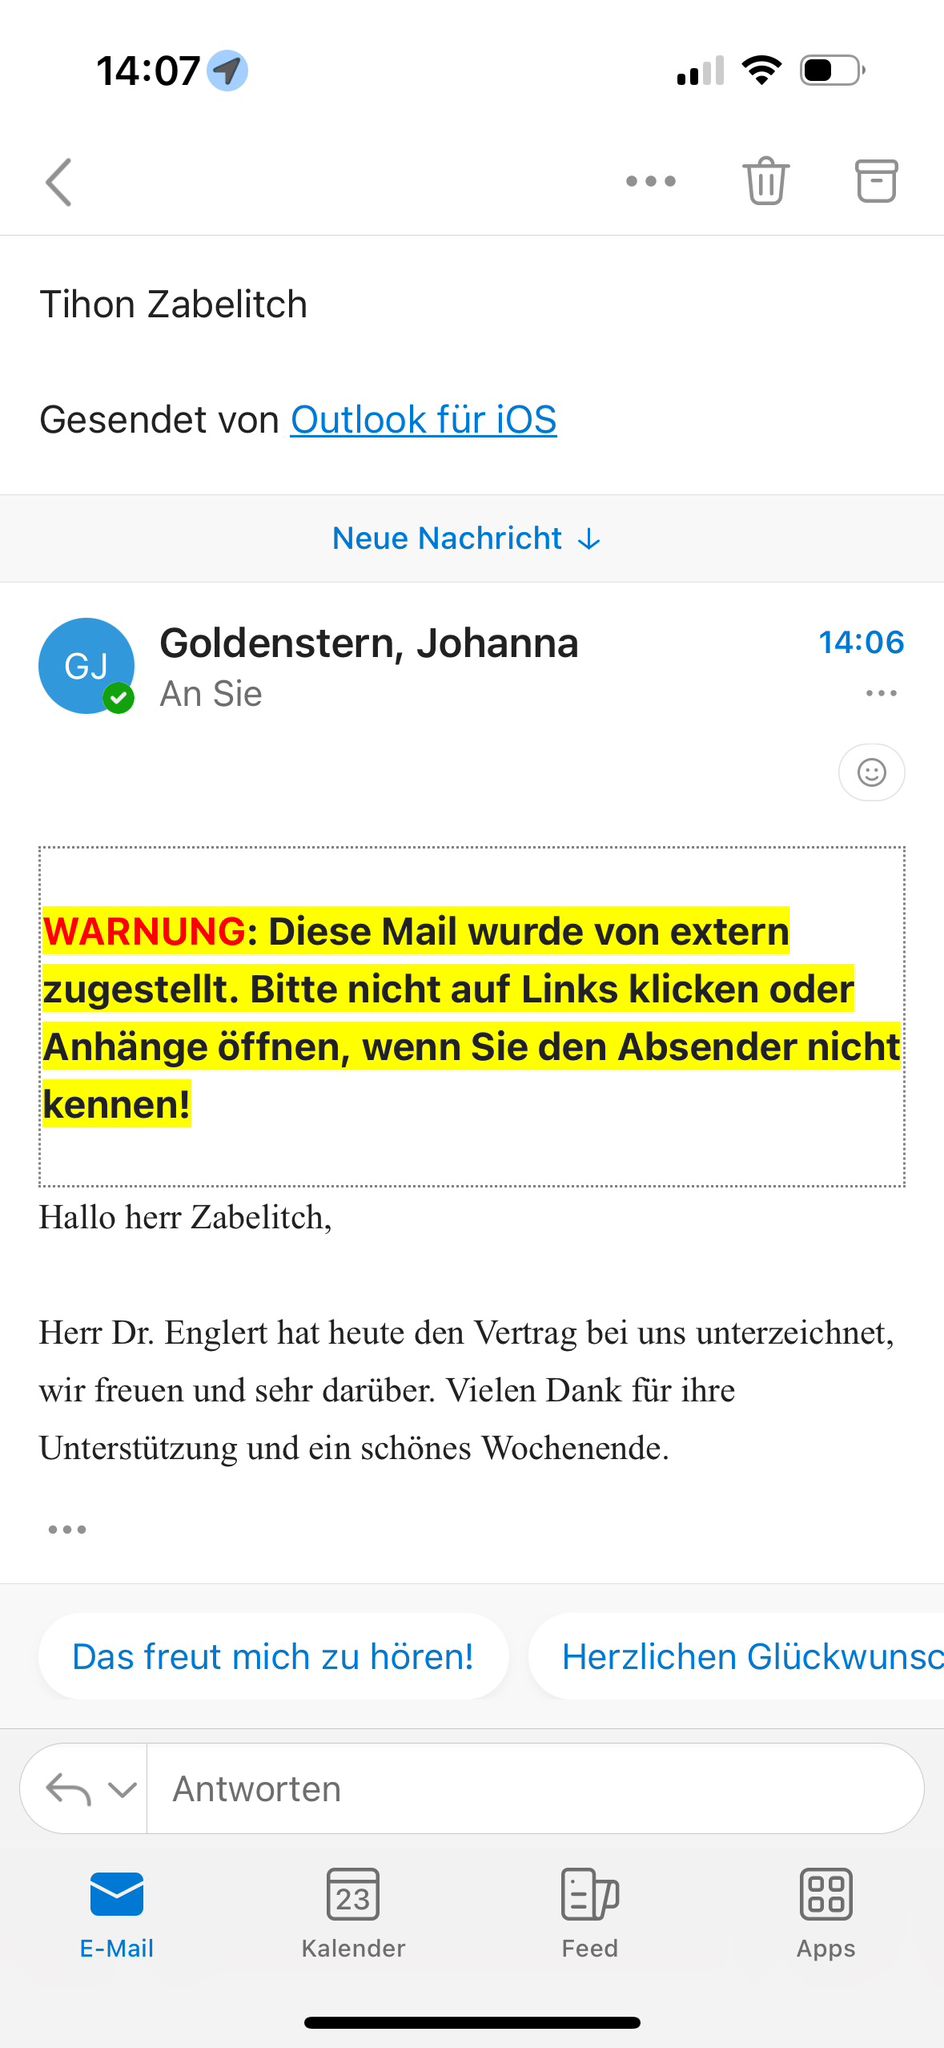 14:07
Tihon Zabelitch
Gesendet von Outlook für iOS
Neue Nachricht ↓
GJ
Goldenstern, Johanna
14:06
An Sie
WARNUNG: Diese Mail wurde von extern
zugestellt. Bitte nicht auf Links klicken oder
Anhänge öffnen, wenn Sie den Absender nicht
kennen!
Hallo herr Zabelitch,
Herr Dr. Englert hat heute den Vertrag bei uns unterzeichnet,
wir freuen und sehr darüber. Vielen Dank für ihre
Unterstützung und ein schönes Wochenende.
Das freut mich zu hören!
Herzlichen Glückwunsc
Antworten
23
E-Mail
Kalender
Feed
Apps